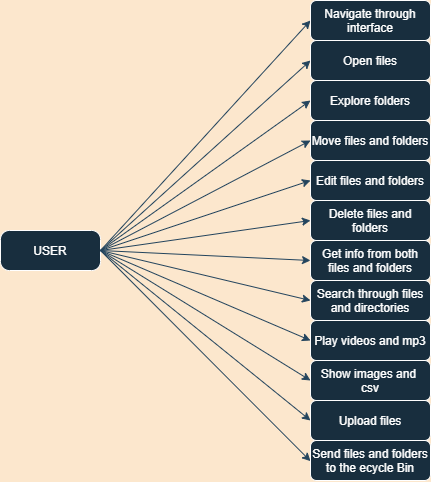 Navigate through
interface
Open files
Explore folders
Move files and folders
Edit files and folders
Delete files and
folders
USER
Get info from both
files and folders
Search through files
and directories
Play videos and mp3
Show images and
csv
Upload files
Send files and folders
to the ecycle Bin